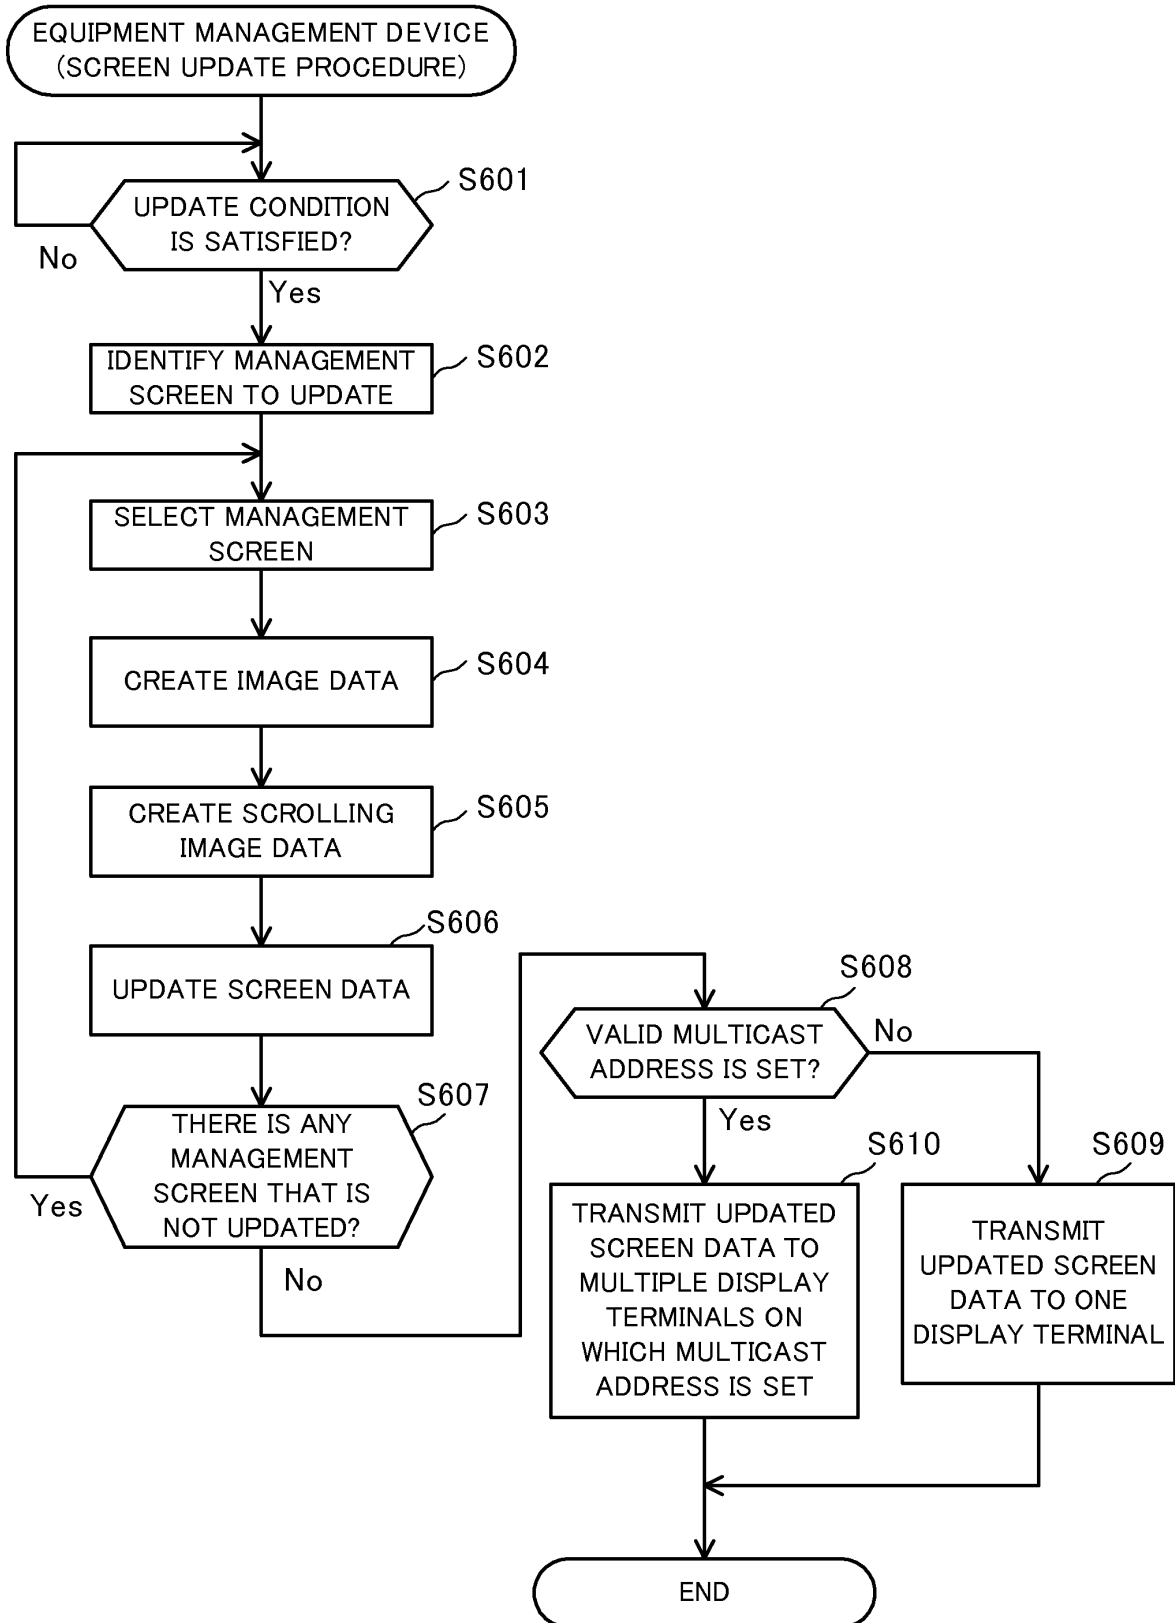 EQUIPMENT MANAGEMENT DEVICE
(SCREEN UPDATE PROCEDURE)
S601
UPDATE CONDITION
IS SATISFIED?
No
Yes
IDENTIFY MANAGEMENT
SCREEN TO UPDATE
S602
SELECT MANAGEMENT
SCREEN
S603
CREATE IMAGE DATA
S604
CREATE SCROLLING
IMAGE DATA
S605
S606
UPDATE SCREEN DATA
S607
THERE IS ANY
MANAGEMENT
SCREEN THAT IS
NOT UPDATED?
Yes
No
S608
VALID MULTICAST
ADDRESS IS SET?
No
Yes
S610
TRANSMIT UPDATED
SCREEN DATA TO
MULTIPLE DISPLAY
TERMINALS ON
WHICH MULTICAST
ADDRESS IS SET
S609
TRANSMIT
UPDATED SCREEN
DATA TO ONE
DISPLAY TERMINAL
END